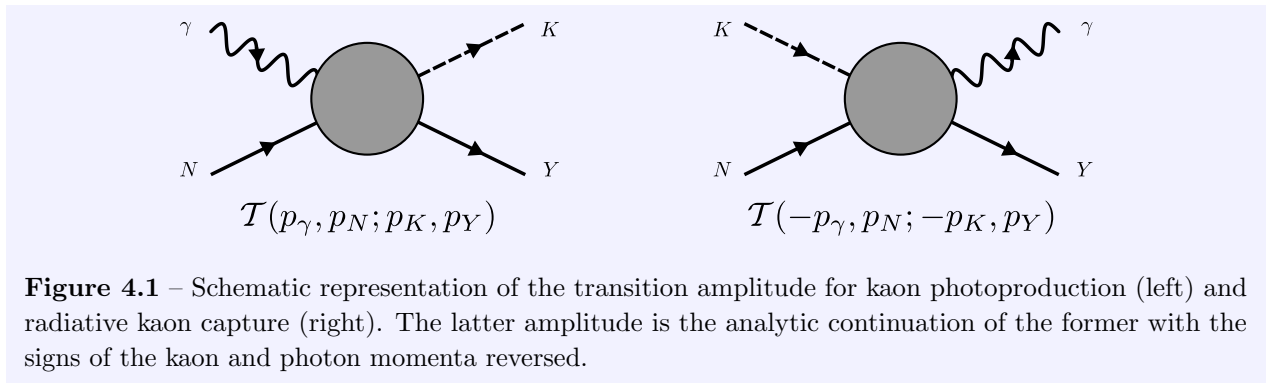 γ K K γ
N Y N Y
𝒯(p_γ, p_N; p_K, p_Y) 𝒯(−p_γ, p_N; −p_K, p_Y)
Figure 4.1 – Schematic representation of the transition amplitude for kaon photoproduction (left) and
radiative kaon capture (right). The latter amplitude is the analytic continuation of the former with the
signs of the kaon and photon momenta reversed.